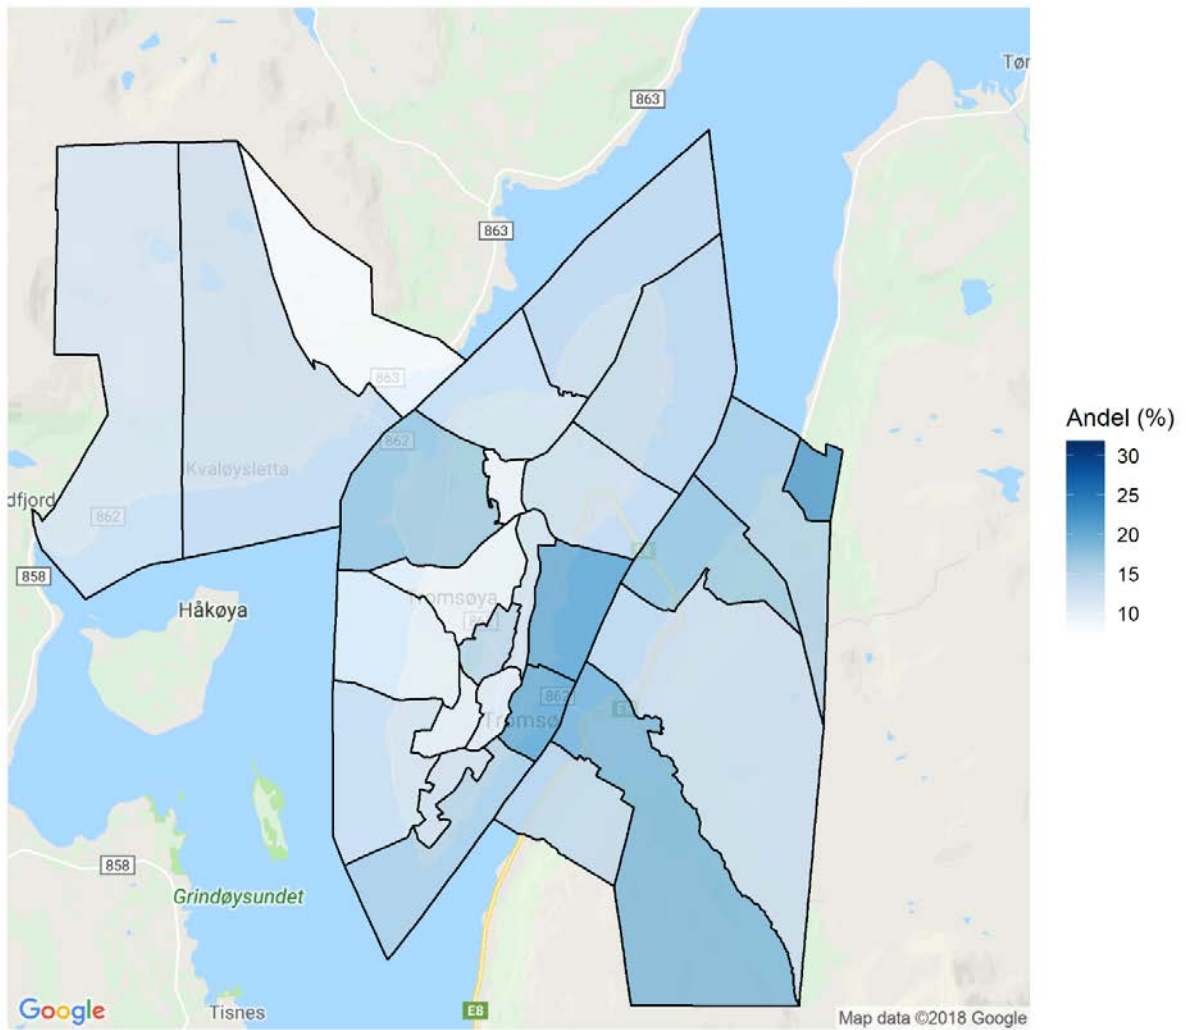 Tør
863
863
863
862
Kvaløysletta
dfjord
862
858
Håkøya
Tromsøya
862
Tromsø
E8
858
Grindøysundet
Google
Tisnes
E8
Map data ©2018 Google
Andel (%)
30
25
20
15
10